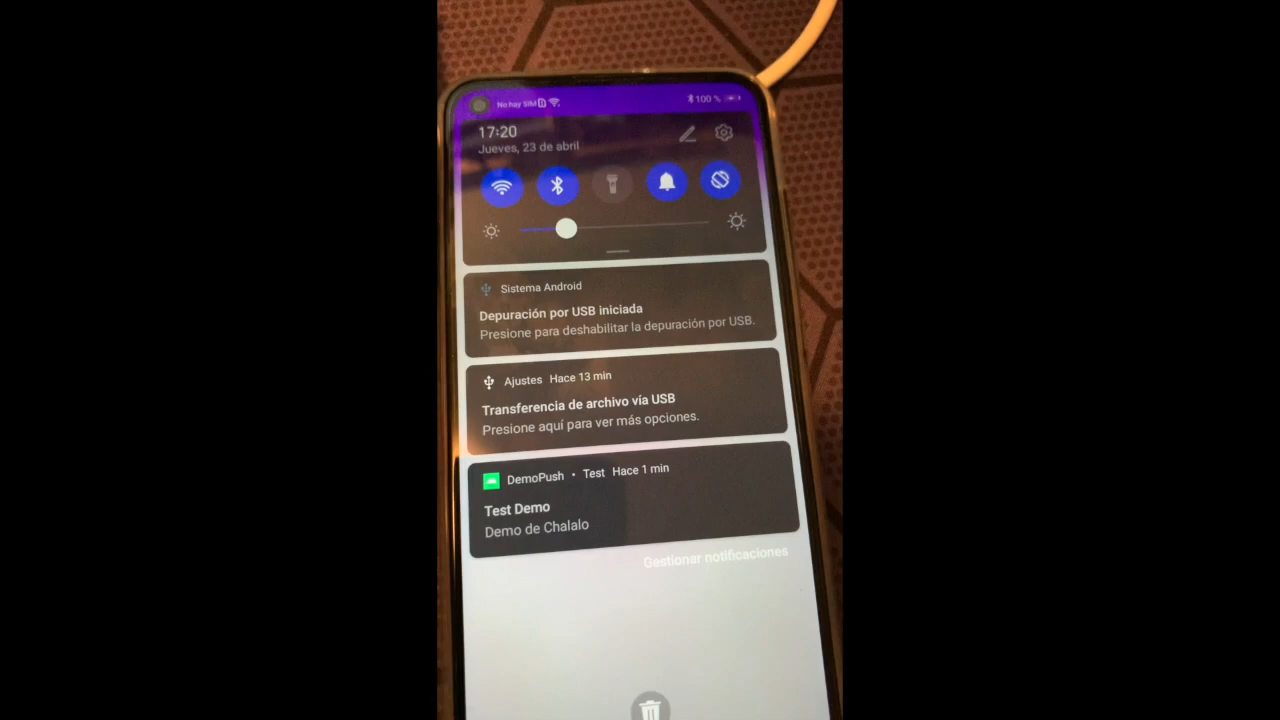 No hay SIM
100 %
17:20
Jueves, 23 de abril
Sistema Android
Depuración por USB iniciada
Presione para deshabilitar la depuración por USB.
Ajustes Hace 13 min
Transferencia de archivo vía USB
Presione aquí para ver más opciones.
DemoPush • Test Hace 1 min
Test Demo
Demo de Chalalo
Gestionar notificaciones